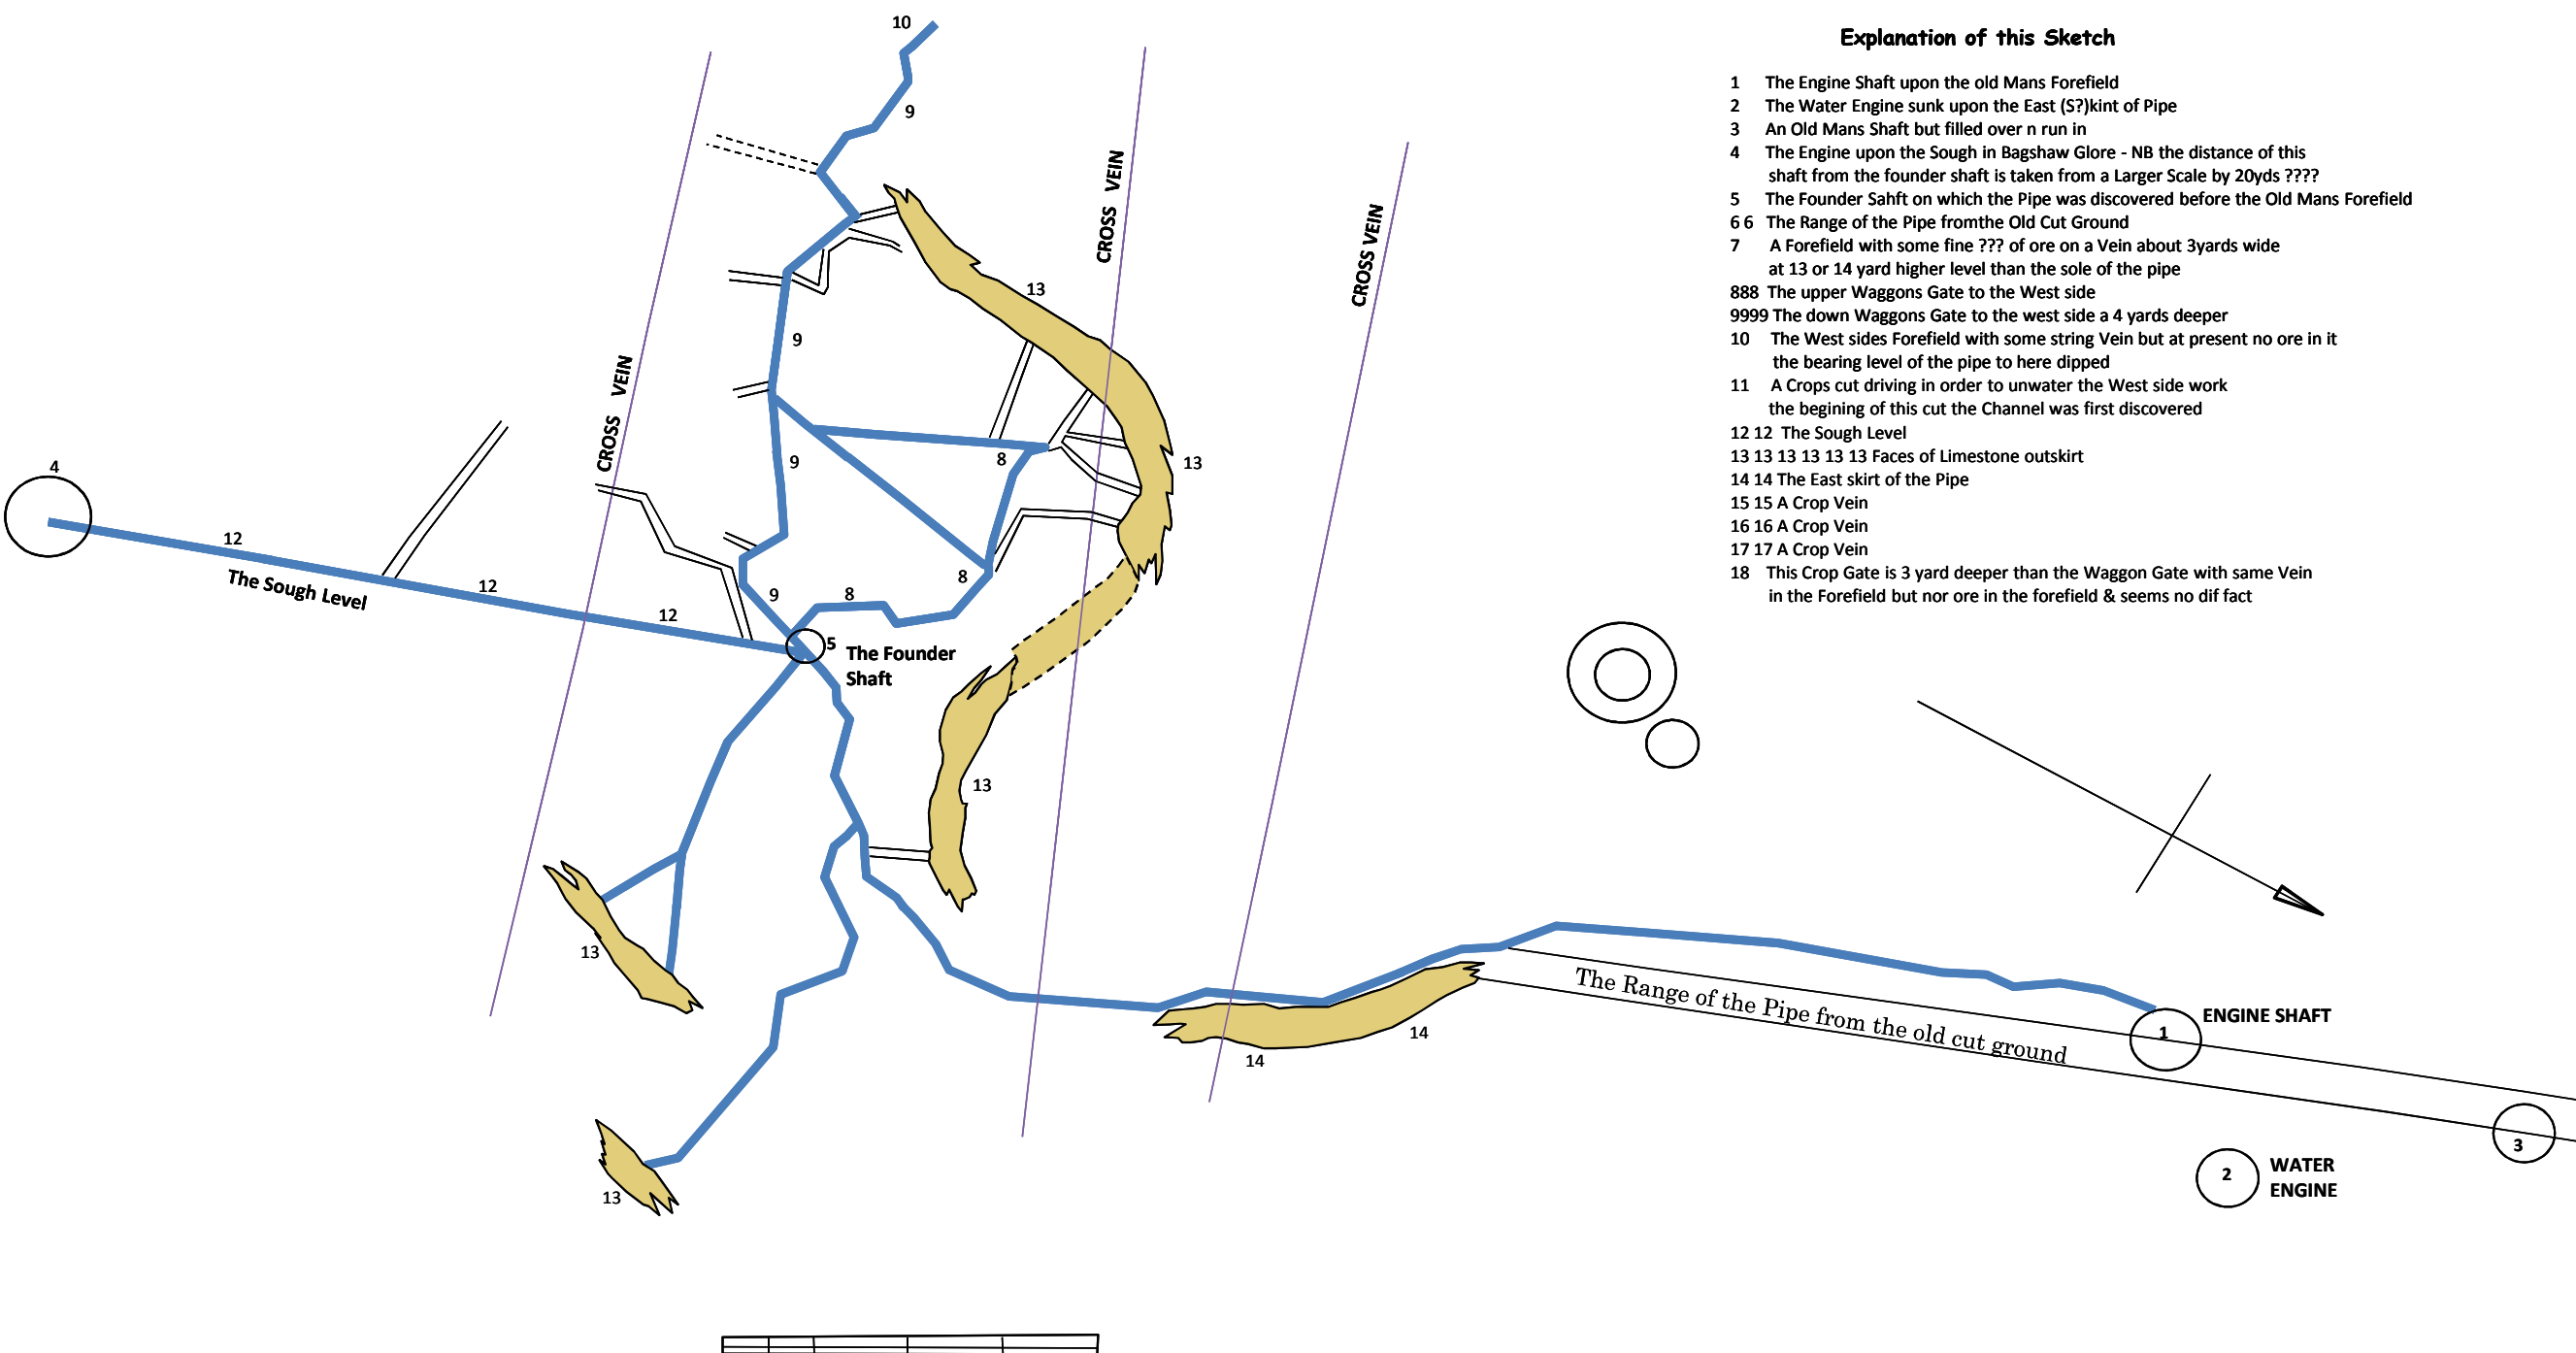 10
9
Explanation of this Sketch
1 The Engine Shaft upon the old Mans Forefield
2 The Water Engine sunk upon the East (S?)kint of Pipe
3 An Old Mans Shaft but filled over n run in
4 The Engine upon the Sough in Bagshaw Glore - NB the distance of this
shaft from the founder shaft is taken from a Larger Scale by 20yds ????
5 The Founder Sahft on which the Pipe was discovered before the Old Mans Forefield
6 6 The Range of the Pipe fromthe Old Cut Ground
7 A Forefield with some fine ??? of ore on a Vein about 3yards wide
at 13 or 14 yard higher level than the sole of the pipe
888 The upper Waggons Gate to the West side
9999 The down Waggons Gate to the west side a 4 yards deeper
10 The West sides Forefield with some string Vein but at present no ore in it
the bearing level of the pipe to here dipped
11 A Crops cut driving in order to unwater the West side work
the begining of this cut the Channel was first discovered
12 12 The Sough Level
13 13 13 13 13 13 Faces of Limestone outskirt
14 14 The East skirt of the Pipe
15 15 A Crop Vein
16 16 A Crop Vein
17 17 A Crop Vein
18 This Crop Gate is 3 yard deeper than the Waggon Gate with same Vein
in the Forefield but nor ore in the forefield & seems no dif fact
CROSS VEIN
CROSS VEIN
CROSS VEIN
13
9
4
9
8
13
12
The Sough Level
12
12
9
8
8
5
The Founder
Shaft
13
13
14
14
The Range of the Pipe from the old cut ground
1
ENGINE SHAFT
3
2
WATER
ENGINE
13